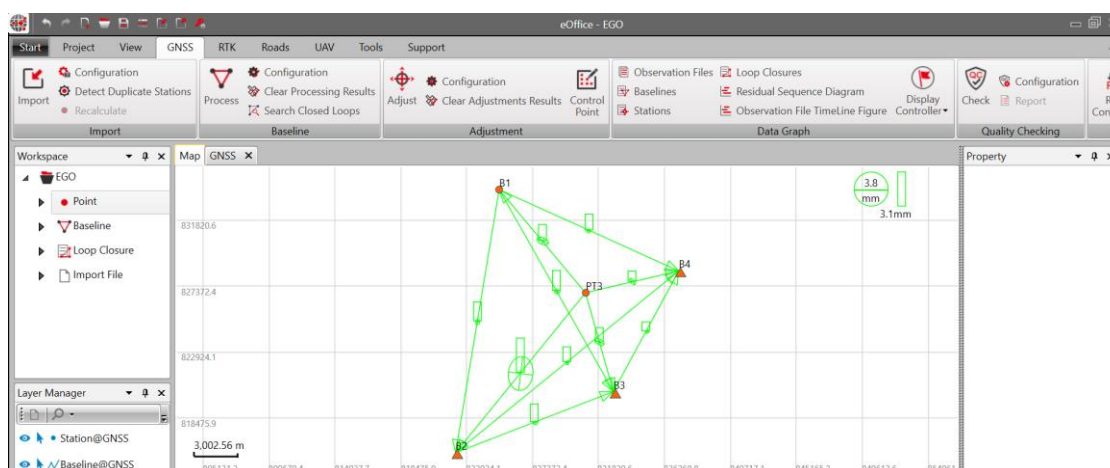 eOffice - EGO
Start Project View GNSS RTK Roads UAV Tools Support
Import
Configuration
Detect Duplicate Stations
Recalculate
Import
Process
Configuration
Clear Processing Results
Search Closed Loops
Baseline
Adjust
Configuration
Clear Adjustments Results
Control Point
Adjustment
Observation Files
Baselines
Stations
Loop Closures
Residual Sequence Diagram
Observation File TimeLine Figure
Display Controller
Data Graph
Check
Configuration
Report
Quality Checking
Workspace
EGO
Point
Baseline
Loop Closure
Import File
Layer Manager
Station@GNSS
Baseline@GNSS
Map GNSS
B1
3.8 mm
3.1mm
831820.6
B4
827372.4
PT3
822924.1
B3
818475.9
3,002.56 m
B2
Property